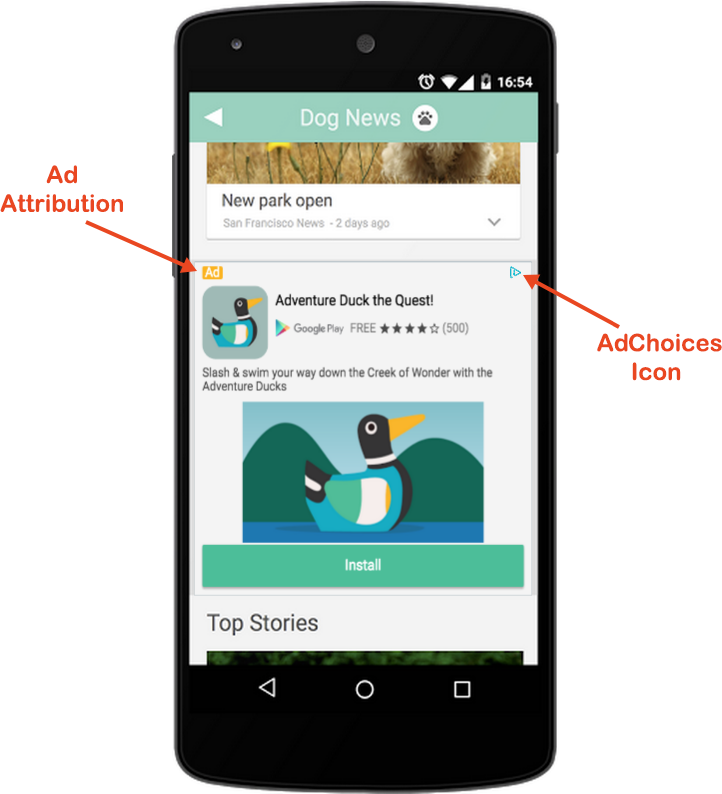 16:54
Dog News
New park open
San Francisco News - 2 days ago
Ad
Attribution
Ad
Adventure Duck the Quest!
Google Play FREE ★★★★☆ (500)
AdChoices
Icon
Slash & swim your way down the Creek of Wonder with the
Adventure Ducks
Install
Top Stories